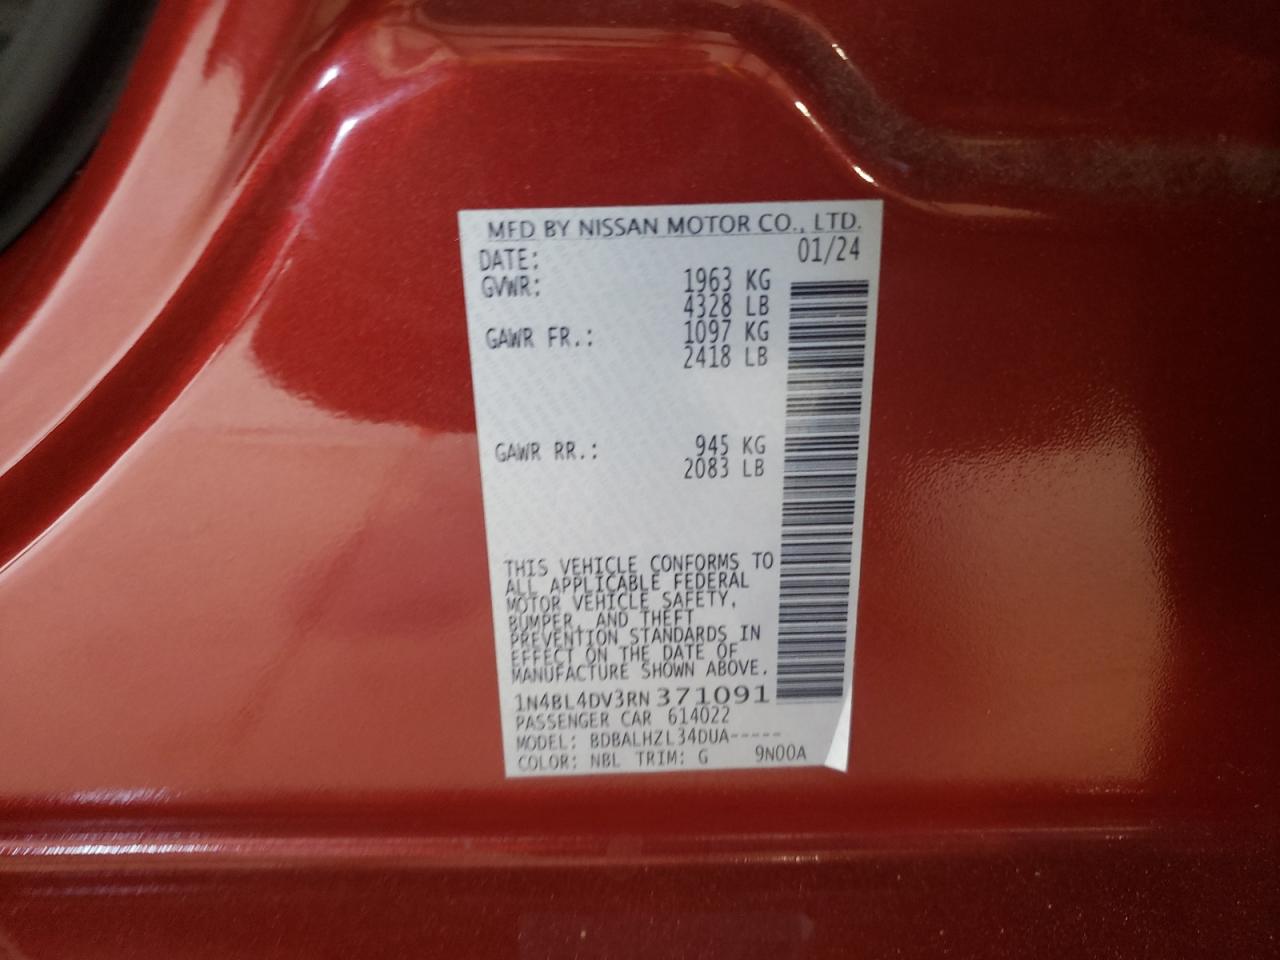 MFD BY NISSAN MOTOR CO., LTD.
DATE: 01/24
GVWR: 1963 KG
4328 LB
GAWR FR.: 1097 KG
2418 LB
GAWR RR.: 945 KG
2083 LB
THIS VEHICLE CONFORMS TO
ALL APPLICABLE FEDERAL
MOTOR VEHICLE SAFETY,
BUMPER, AND THEFT
PREVENTION STANDARDS IN
EFFECT ON THE DATE OF
MANUFACTURE SHOWN ABOVE.
1N4BL4DV3RN 371091
PASSENGER CAR 614022
MODEL: BDBALHZL34DUA-----
COLOR: NBL TRIM: G 9N00A